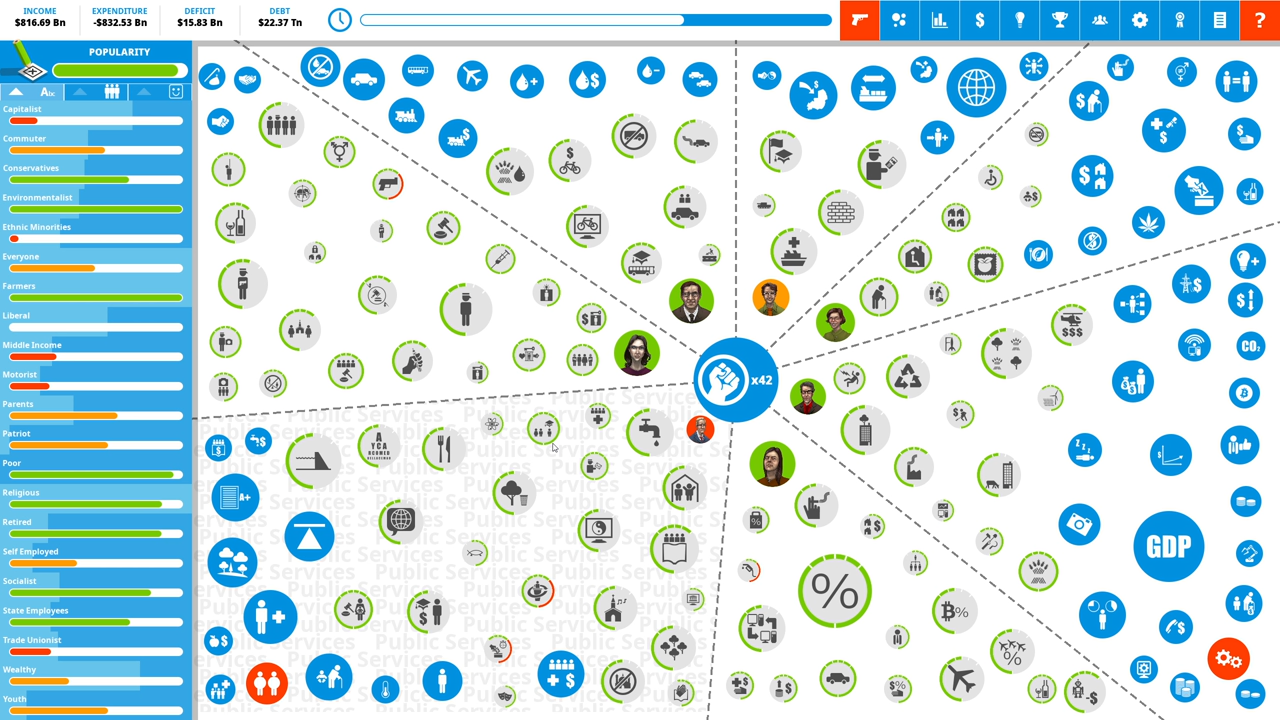 INCOME EXPENDITURE DEFICIT DEBT
$816.69 Bn -$832.53 Bn $15.83 Bn $22.37 Tn
?
POPULARITY
Abc
Capitalist
Commuter
Conservatives
Environmentalist
Ethnic Minorities
Everyone
Farmers
Liberal
Middle Income
Motorist
Parents
Patriot
Poor
Religious
Retired
Self Employed
Socialist
State Employees
Trade Unionist
Wealthy
Youth
x42
$$$
CO2
GDP
%
A+
Public Services